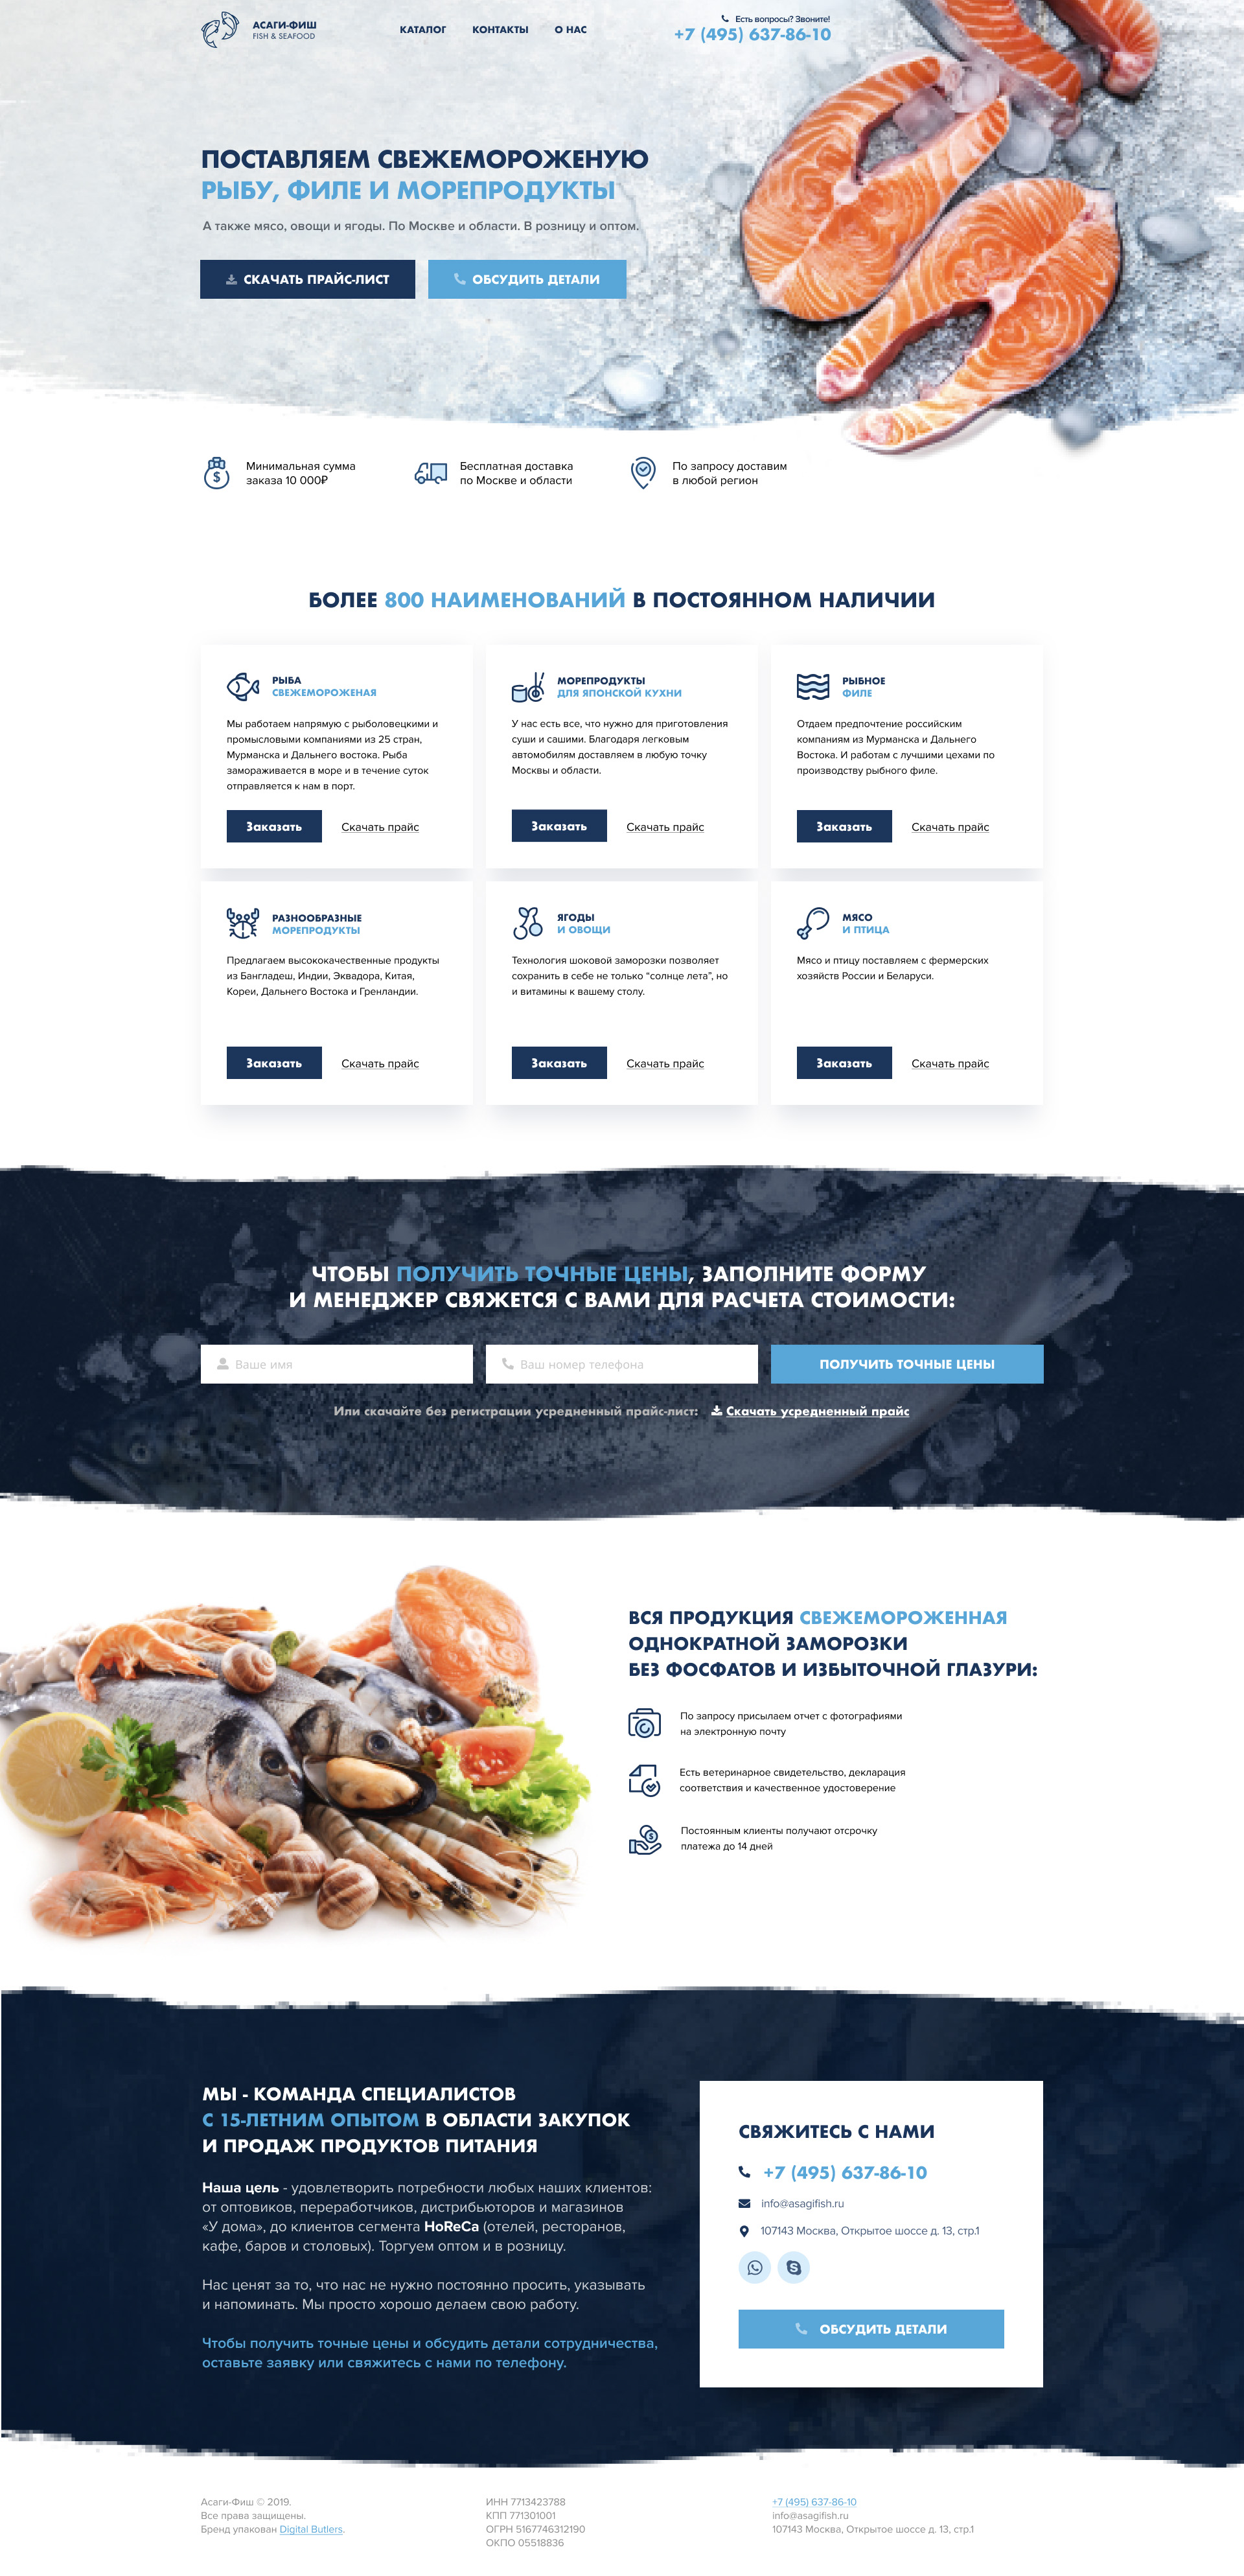 АСАГИ-ФИШ
FISH & SEAFOOD
КАТАЛОГ
КОНТАКТЫ
О НАС
Есть вопросы? Звоните!
+7 (495) 637-86-10
ПОСТАВЛЯЕМ СВЕЖЕМОРОЖЕНУЮ
РЫБУ, ФИЛЕ И МОРЕПРОДУКТЫ
А также мясо, овощи и ягоды. По Москве и области. В розницу и оптом.
СКАЧАТЬ ПРАЙС-ЛИСТ
ОБСУДИТЬ ДЕТАЛИ
Минимальная сумма
заказа 10 000₽
Бесплатная доставка
по Москве и области
По запросу доставим
в любой регион
БОЛЕЕ 800 НАИМЕНОВАНИЙ В ПОСТОЯННОМ НАЛИЧИИ
РЫБА
СВЕЖЕМОРОЖЕНАЯ
Мы работаем напрямую с рыболовецкими и
промысловыми компаниями из 25 стран,
Мурманска и Дальнего востока. Рыба
замораживается в море и в течение суток
отправляется к нам в порт.
Заказать
Скачать прайс
МОРЕПРОДУКТЫ
ДЛЯ ЯПОНСКОЙ КУХНИ
У нас есть все, что нужно для приготовления
суши и сашими. Благодаря легковым
автомобилям доставляем в любую точку
Москвы и области.
Заказать
Скачать прайс
РЫБНОЕ
ФИЛЕ
Отдаем предпочтение российским
компаниям из Мурманска и Дальнего
Востока. И работам с лучшими цехами по
производству рыбного филе.
Заказать
Скачать прайс
РАЗНООБРАЗНЫЕ
МОРЕПРОДУКТЫ
Предлагаем высококачественные продукты
из Бангладеш, Индии, Эквадора, Китая,
Кореи, Дальнего Востока и Гренландии.
Заказать
Скачать прайс
ЯГОДЫ
И ОВОЩИ
Технология шоковой заморозки позволяет
сохранить в себе не только “солнце лета”, но
и витамины к вашему столу.
Заказать
Скачать прайс
МЯСО
И ПТИЦА
Мясо и птицу поставляем с фермерских
хозяйств России и Беларуси.
Заказать
Скачать прайс
ЧТОБЫ ПОЛУЧИТЬ ТОЧНЫЕ ЦЕНЫ, ЗАПОЛНИТЕ ФОРМУ
И МЕНЕДЖЕР СВЯЖЕТСЯ С ВАМИ ДЛЯ РАСЧЕТА СТОИМОСТИ:
Ваше имя
Ваш номер телефона
ПОЛУЧИТЬ ТОЧНЫЕ ЦЕНЫ
Или скачайте без регистрации усредненный прайс-лист:
Скачать усредненный прайс
ВСЯ ПРОДУКЦИЯ СВЕЖЕМОРОЖЕННАЯ
ОДНОКРАТНОЙ ЗАМОРОЗКИ
БЕЗ ФОСФАТОВ И ИЗБЫТОЧНОЙ ГЛАЗУРИ:
По запросу присылаем отчет с фотографиями
на электронную почту
Есть ветеринарное свидетельство, декларация
соответствия и качественное удостоверение
Постоянным клиенты получают отсрочку
платежа до 14 дней
МЫ - КОМАНДА СПЕЦИАЛИСТОВ
С 15-ЛЕТНИМ ОПЫТОМ В ОБЛАСТИ ЗАКУПОК
И ПРОДАЖ ПРОДУКТОВ ПИТАНИЯ
Наша цель - удовлетворить потребности любых наших клиентов:
от оптовиков, переработчиков, дистрибьюторов и магазинов
«У дома», до клиентов сегмента HoReCa (отелей, ресторанов,
кафе, баров и столовых). Торгуем оптом и в розницу.
Нас ценят за то, что нас не нужно постоянно просить, указывать
и напоминать. Мы просто хорошо делаем свою работу.
Чтобы получить точные цены и обсудить детали сотрудничества,
оставьте заявку или свяжитесь с нами по телефону.
СВЯЖИТЕСЬ С НАМИ
+7 (495) 637-86-10
info@asagifish.ru
107143 Москва, Открытое шоссе д. 13, стр.1
ОБСУДИТЬ ДЕТАЛИ
Асаги-Фиш © 2019.
Все права защищены.
Бренд упакован Digital Butlers.
ИНН 7713423788
КПП 771301001
ОГРН 5167746312190
ОКПО 05518836
+7 (495) 637-86-10
info@asagifish.ru
107143 Москва, Открытое шоссе д. 13, стр.1